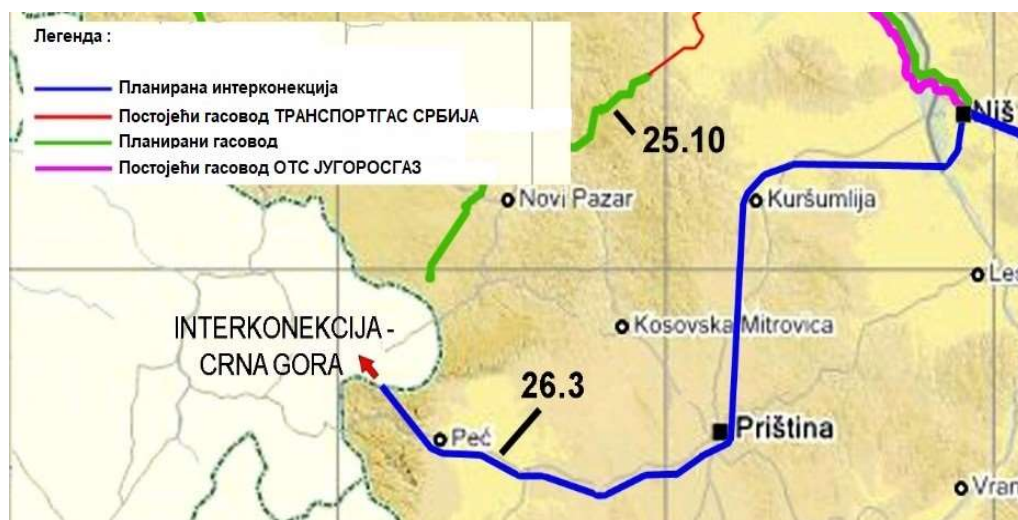 Легенда :
Планирана интерконекција
Постојећи гасовод ТРАНСПОРТГАС СРБИЈА
Планирани гасовод
Постојећи гасовод ОТС ЈУГОРОСГАЗ
Niš
25.10
Novi Pazar
Kuršumlija
Les
INTERKONEKCIJA -
CRNA GORA
Kosovska Mitrovica
26.3
Peć
Priština
Vran